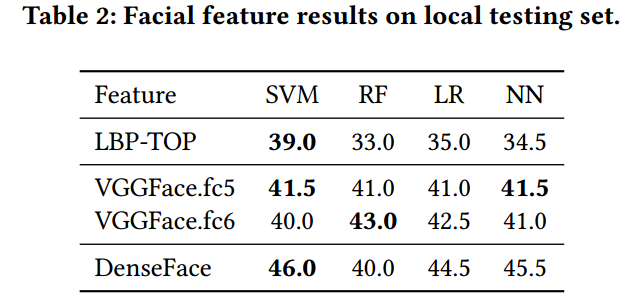 Table 2: Facial feature results on local testing set.
Feature SVM RF LR NN
LBP-TOP 39.0 33.0 35.0 34.5
VGGFace.fc5 41.5 41.0 41.0 41.5
VGGFace.fc6 40.0 43.0 42.5 41.0
DenseFace 46.0 40.0 44.5 45.5